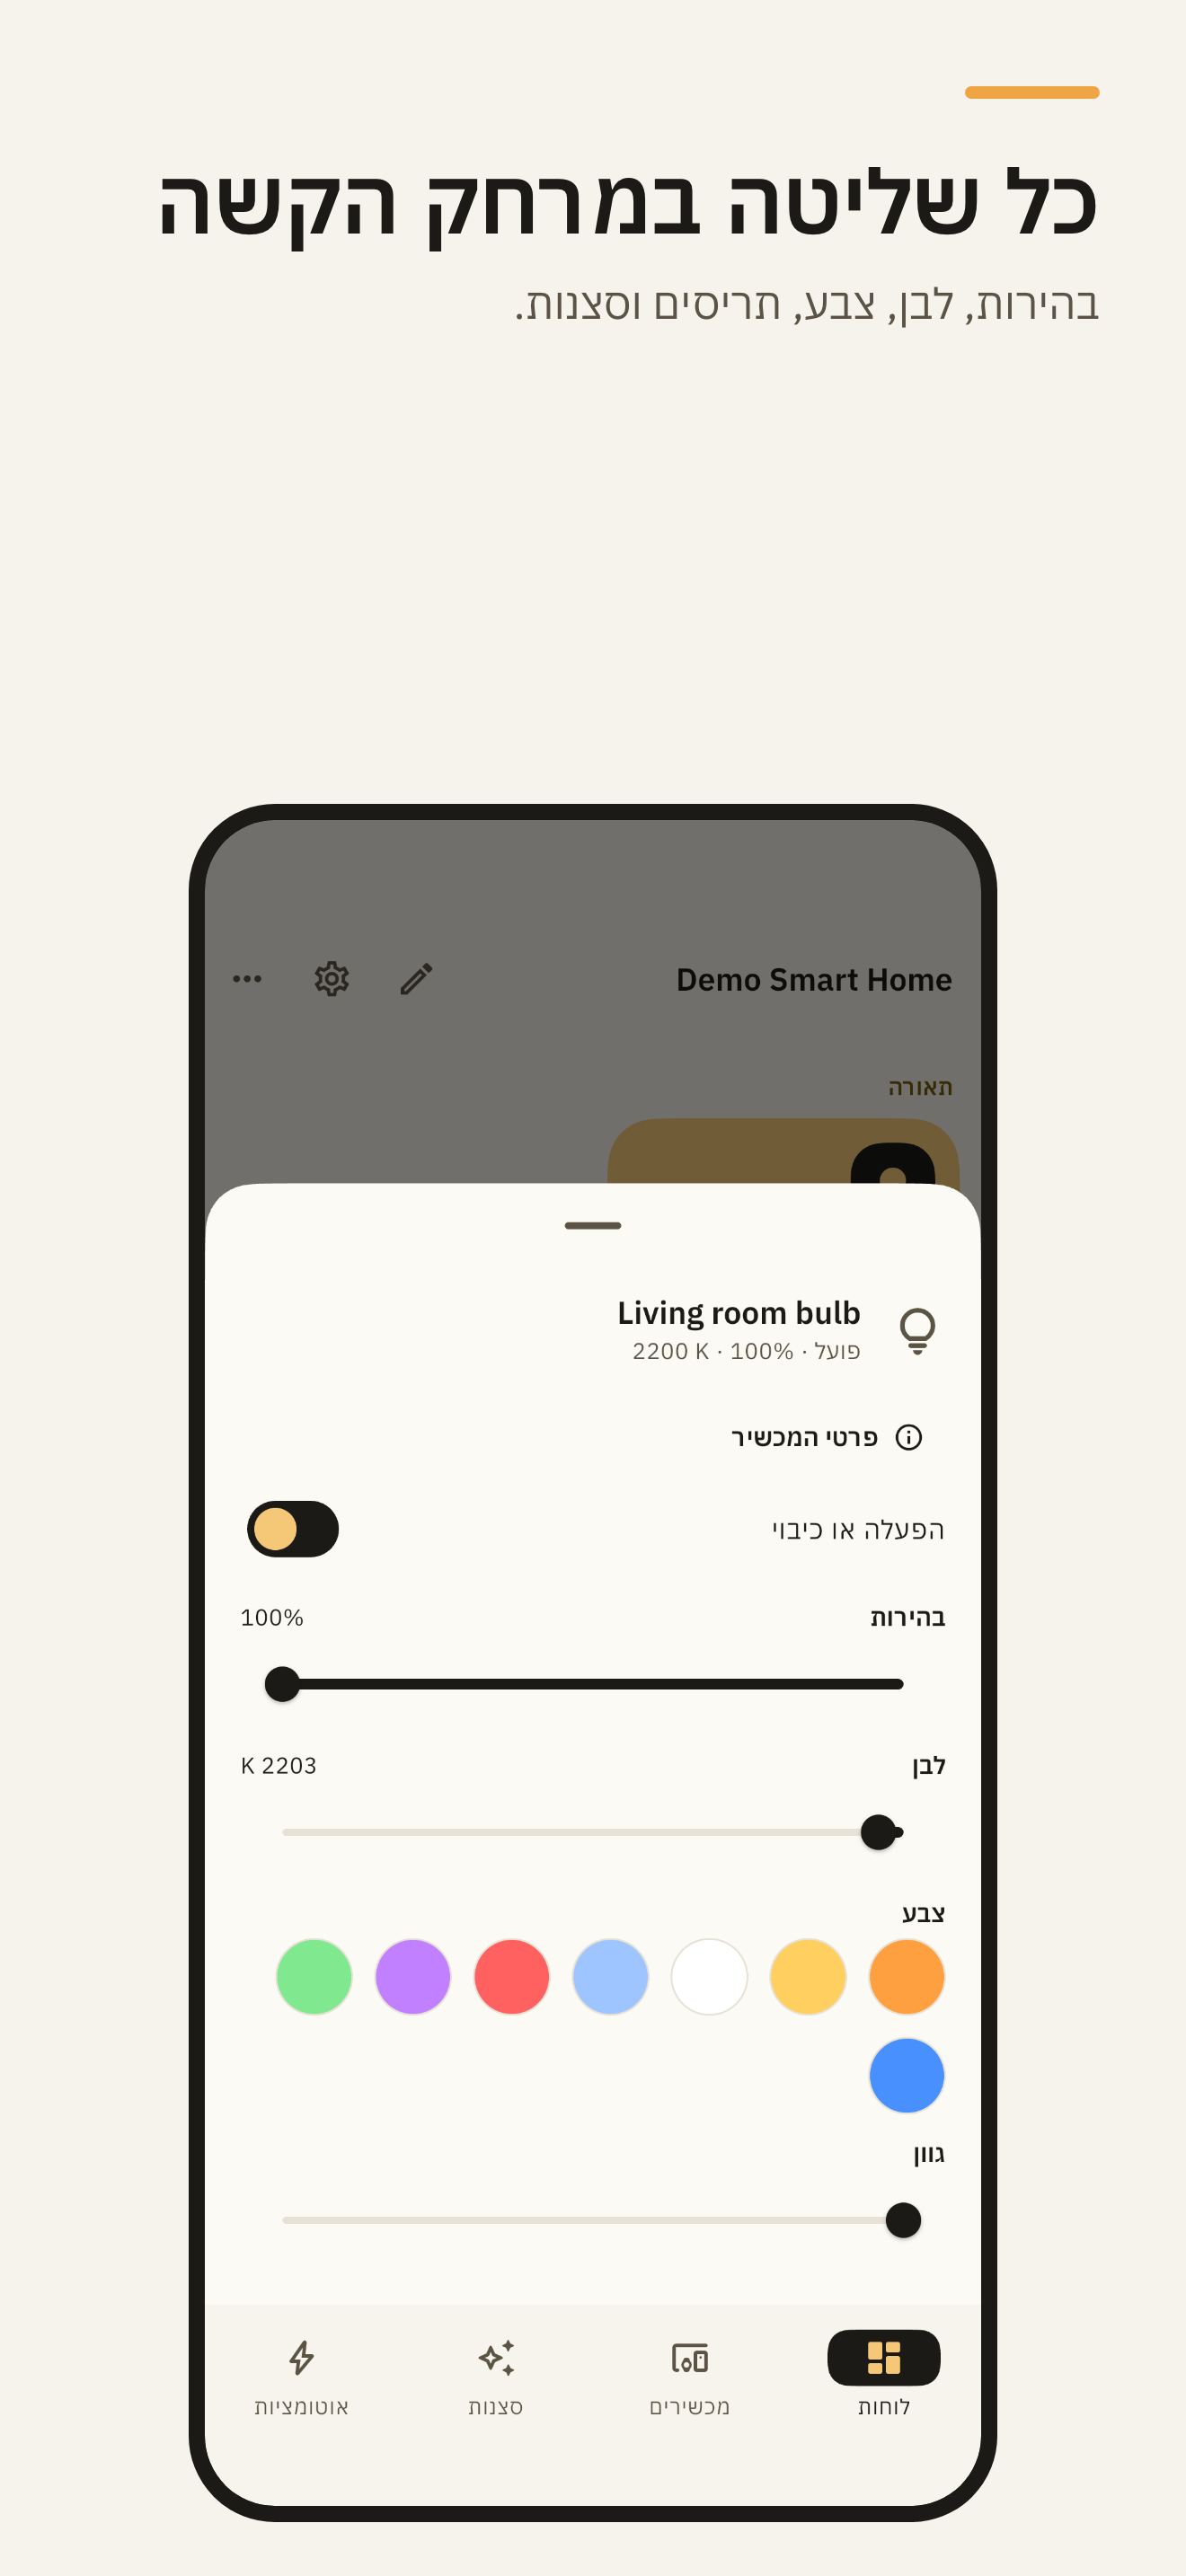 כל שליטה במרחק הקשה
בהירות, לבן, צבע, תריסים וסצנות.
Demo Smart Home
תאורה
Living room bulb
פועל · 100% · 2200 K
פרטי המכשיר
הפעלה או כיבוי
בהירות 100%
לבן 2203 K
צבע
גוון
לוחות מכשירים סצנות אוטומציות